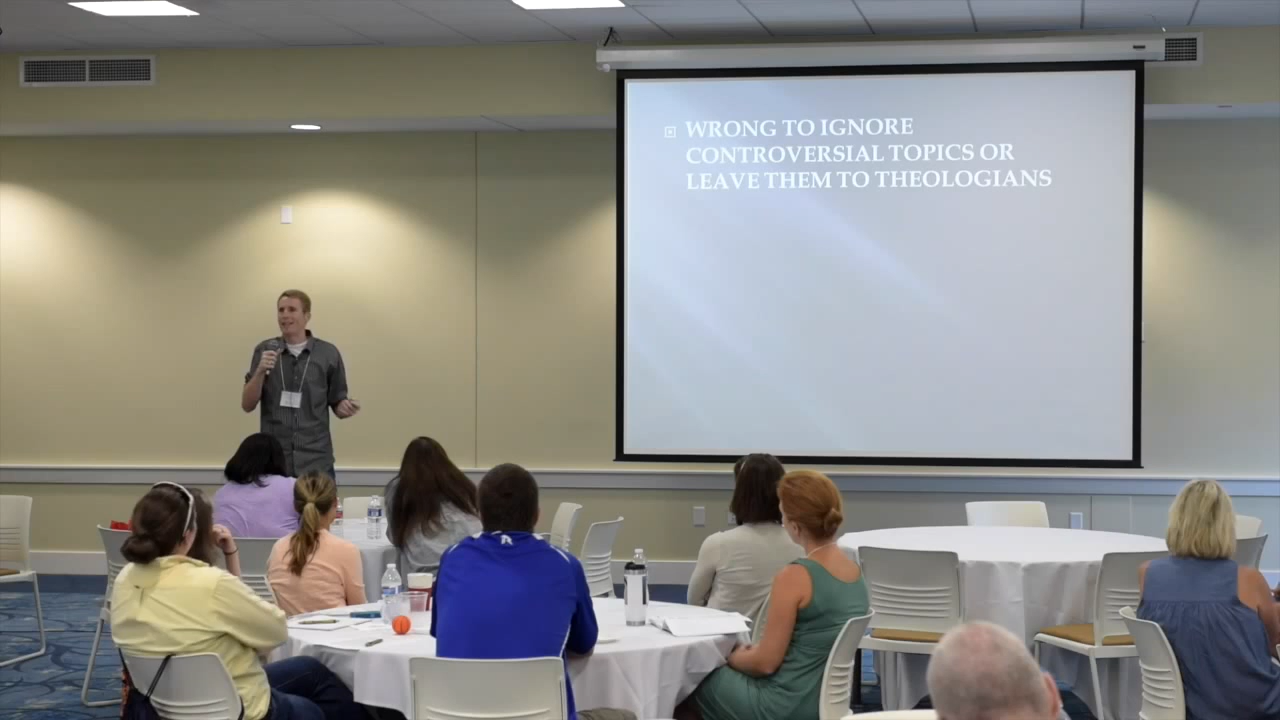 WRONG TO IGNORE
CONTROVERSIAL TOPICS OR
LEAVE THEM TO THEOLOGIANS